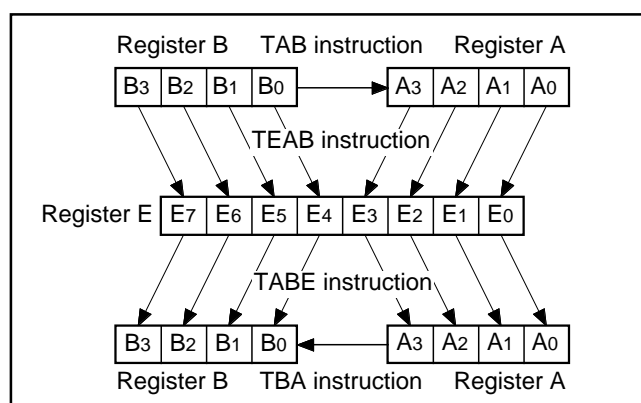 Register B TAB instruction Register A
B3 B2 B1 B0 A3 A2 A1 A0
TEAB instruction
Register E E7 E6 E5 E4 E3 E2 E1 E0
TABE instruction
B3 B2 B1 B0 A3 A2 A1 A0
Register B TBA instruction Register A